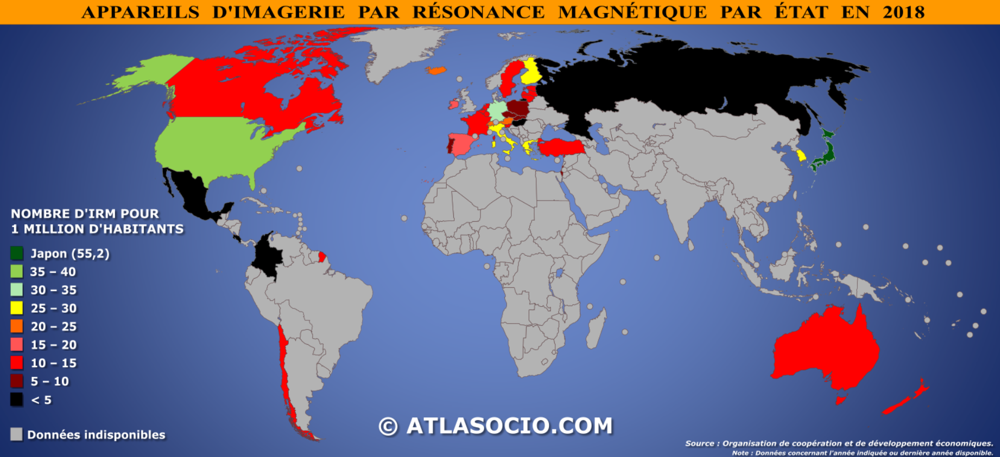 APPAREILS D'IMAGERIE PAR RÉSONANCE MAGNÉTIQUE PAR ÉTAT EN 2018
NOMBRE D'IRM POUR
1 MILLION D'HABITANTS
Japon (55,2)
35 – 40
30 – 35
25 – 30
20 – 25
15 – 20
10 – 15
5 – 10
< 5
Données indisponibles
© ATLASOCIO.COM
Source : Organisation de coopération et de développement économiques.
Note : Données concernant l'année indiquée ou dernière année disponible.